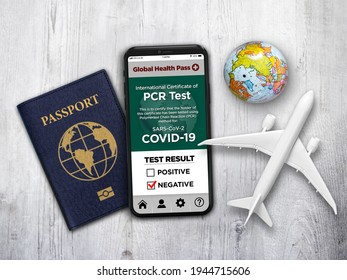 PASSPORT
Global Health Pass +
International Certificate of
PCR Test
This is to certify that the holder of
this certificate has been tested using
Polymerase Chain Reaction (PCR)
method for:
SARS-CoV-2
COVID-19
TEST RESULT
POSITIVE
NEGATIVE
shutterstock
IMAGE ID: 1944715606
www.shutterstock.com